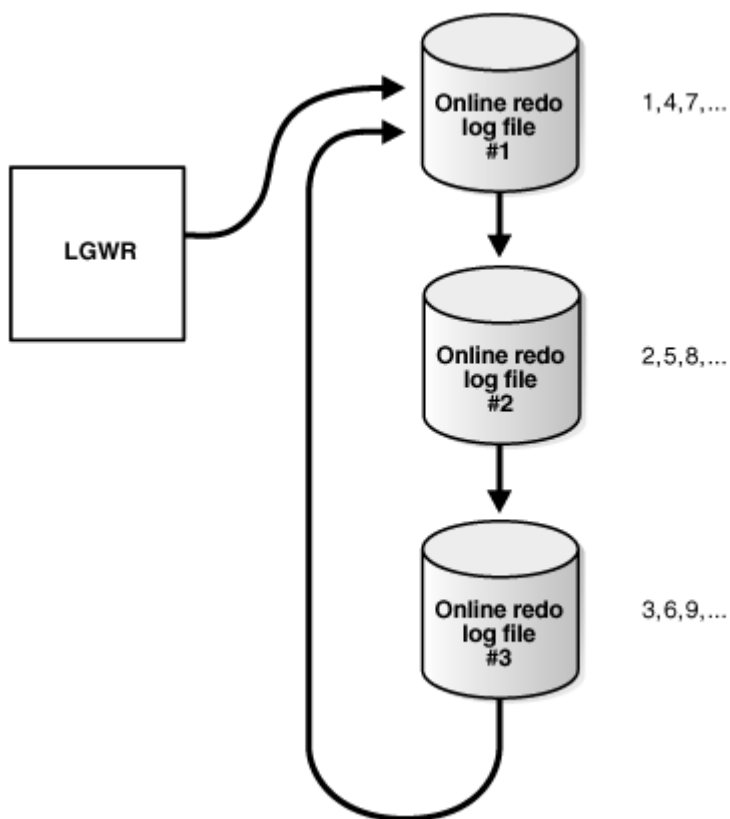 Online redo
log file
#1
1,4,7,...
LGWR
Online redo
log file
#2
2,5,8,...
Online redo
log file
#3
3,6,9,...